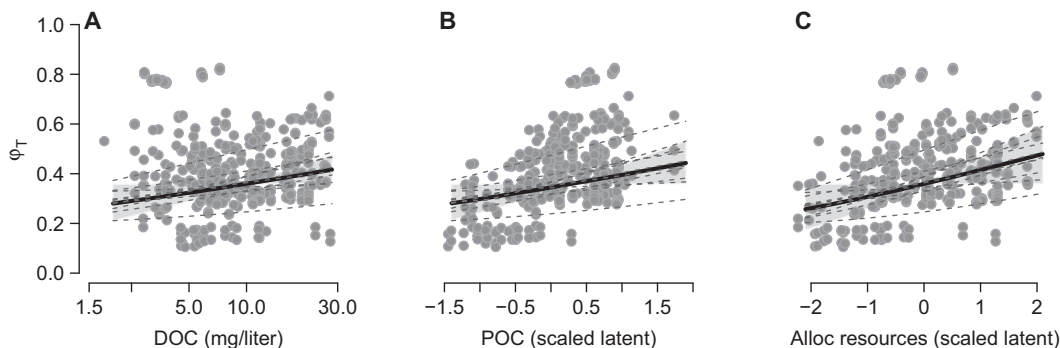 A
B
C
φT
1.0
0.8
0.6
0.4
0.2
0.0
1.5 5.0 10.0 30.0
−1.5 −0.5 0.5 1.5
−2 −1 0 1 2
DOC (mg/liter)
POC (scaled latent)
Alloc resources (scaled latent)